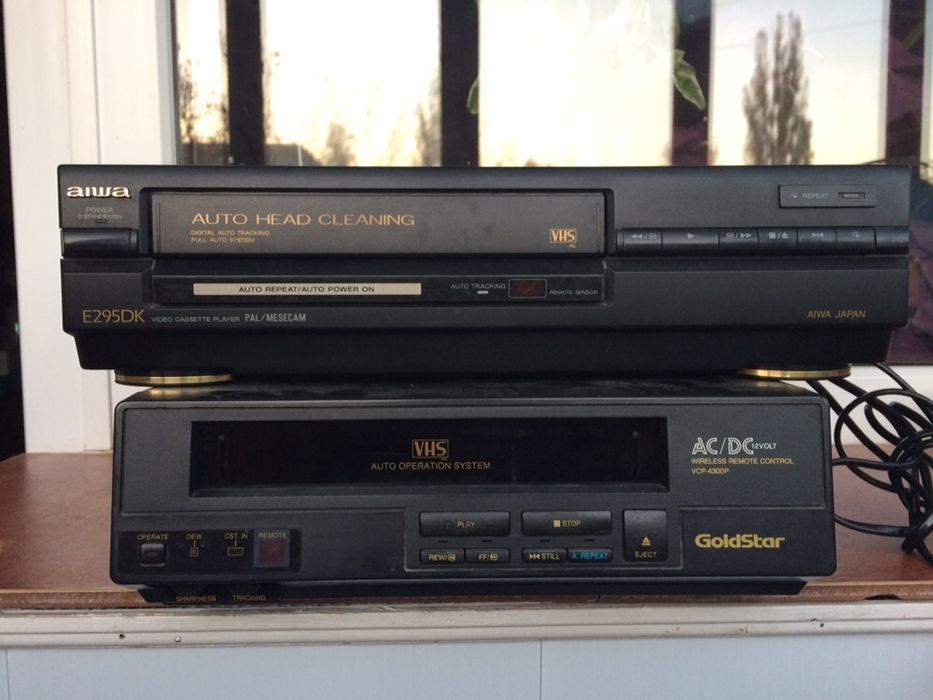 aiwa
POWER
STANDBY/ON
AUTO HEAD CLEANING
DIGITAL AUTO TRACKING
FULL AUTO SYSTEM
VHS
PAL
REPEAT
AUTO REPEAT/AUTO POWER ON
AUTO TRACKING
REMOTE SENSOR
E295DK VIDEO CASSETTE PLAYER PAL/MESECAM
AIWA JAPAN
VHS
AUTO OPERATION SYSTEM
AC/DC 12VOLT
WIRELESS REMOTE CONTROL
VCP-4300P
OPERATE DEW CST. IN REMOTE
PLAY STOP
REW/ FF/ STILL A. REPEAT EJECT
GoldStar
SHARPNESS TRACKING